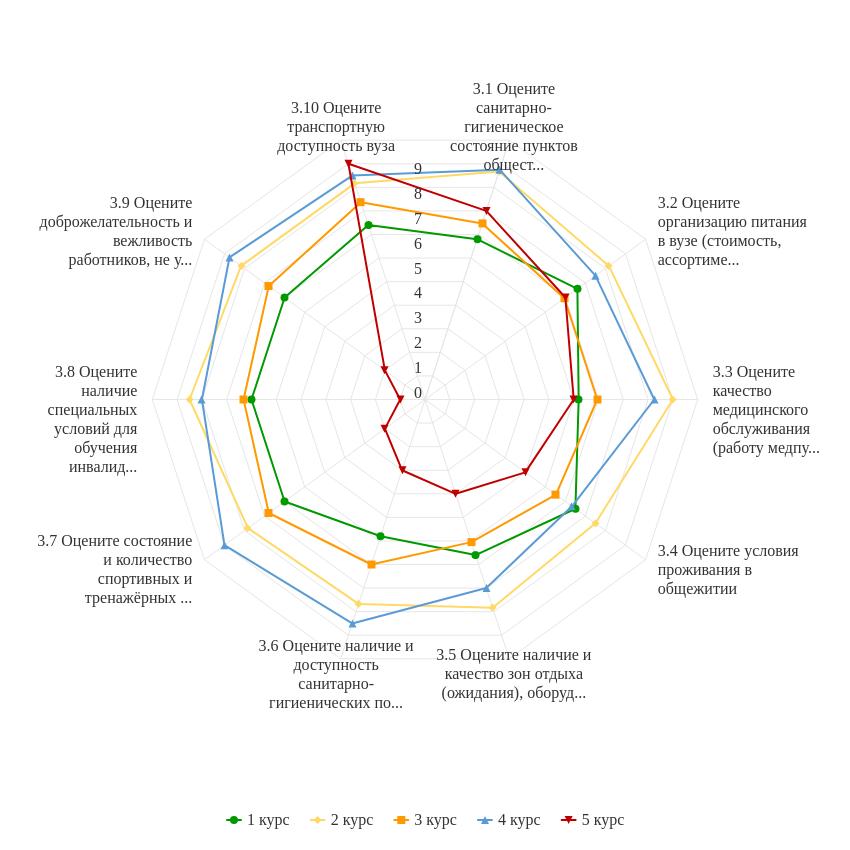 3.1 Оцените
санитарно-
гигиеническое
состояние пунктов
общест...
3.2 Оцените
организацию питания
в вузе (стоимость,
ассортиме...
3.3 Оцените
качество
медицинского
обслуживания
(работу медпу...
3.4 Оцените условия
проживания в
общежитии
3.5 Оцените наличие и
качество зон отдыха
(ожидания), оборуд...
3.6 Оцените наличие и
доступность
санитарно-
гигиенических по...
3.7 Оцените состояние
и количество
спортивных и
тренажёрных ...
3.8 Оцените
наличие
специальных
условий для
обучения
инвалид...
3.9 Оцените
доброжелательность и
вежливость
работников, не у...
3.10 Оцените
транспортную
доступность вуза
9
8
7
6
5
4
3
2
1
0
1 курс
2 курс
3 курс
4 курс
5 курс